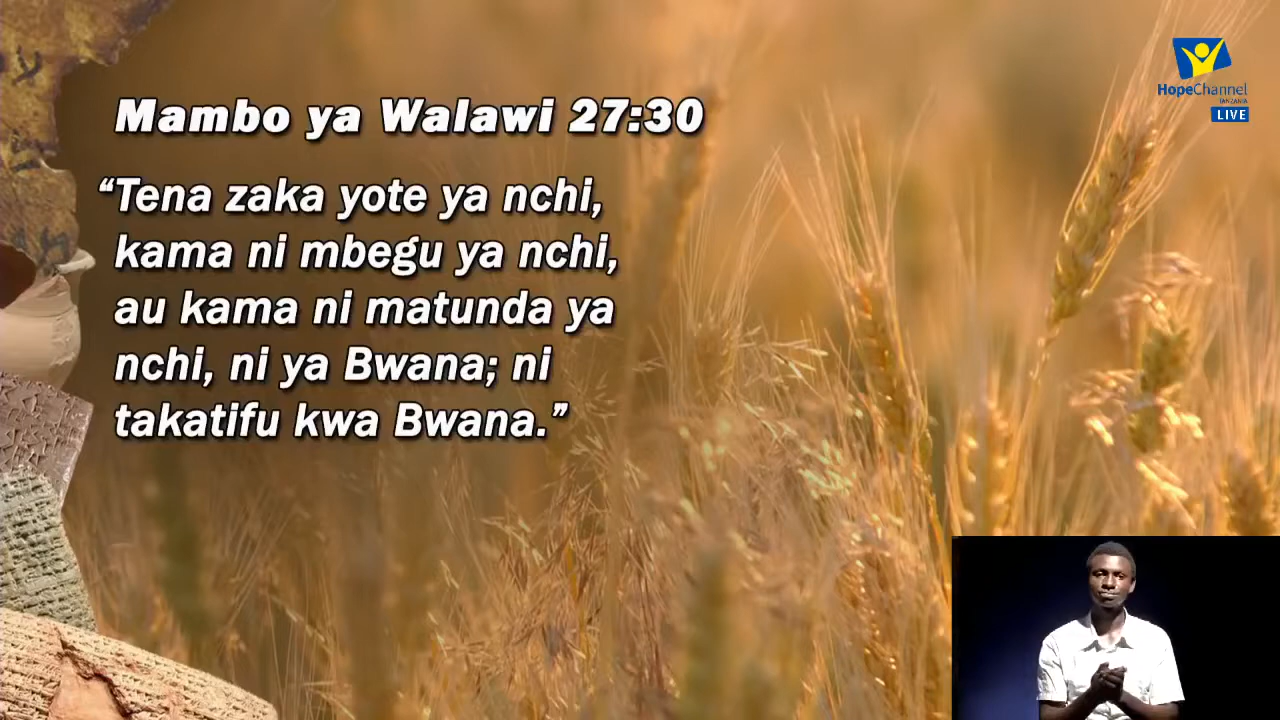 HopeChannel
TANZANIA
LIVE
Mambo ya Walawi 27:30
“Tena zaka yote ya nchi,
kama ni mbegu ya nchi,
au kama ni matunda ya
nchi, ni ya Bwana; ni
takatifu kwa Bwana.”